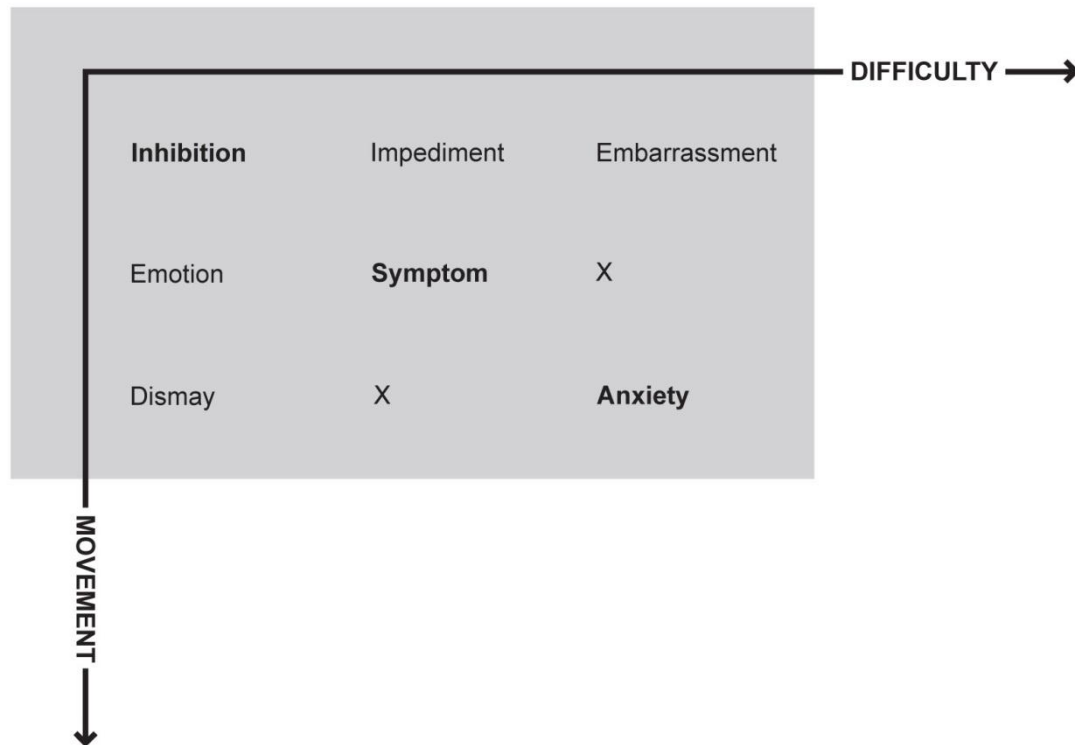 DIFFICULTY
Inhibition Impediment Embarrassment
Emotion Symptom X
Dismay X Anxiety
MOVEMENT